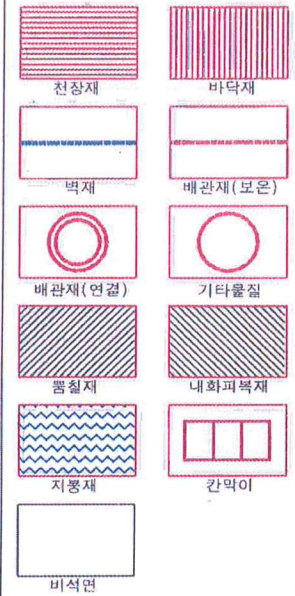 천장재
바닥재
벽재
배관재(보온)
배관재(연결)
기타물질
뿜칠재
내화피복재
지붕재
칸막이
비석면